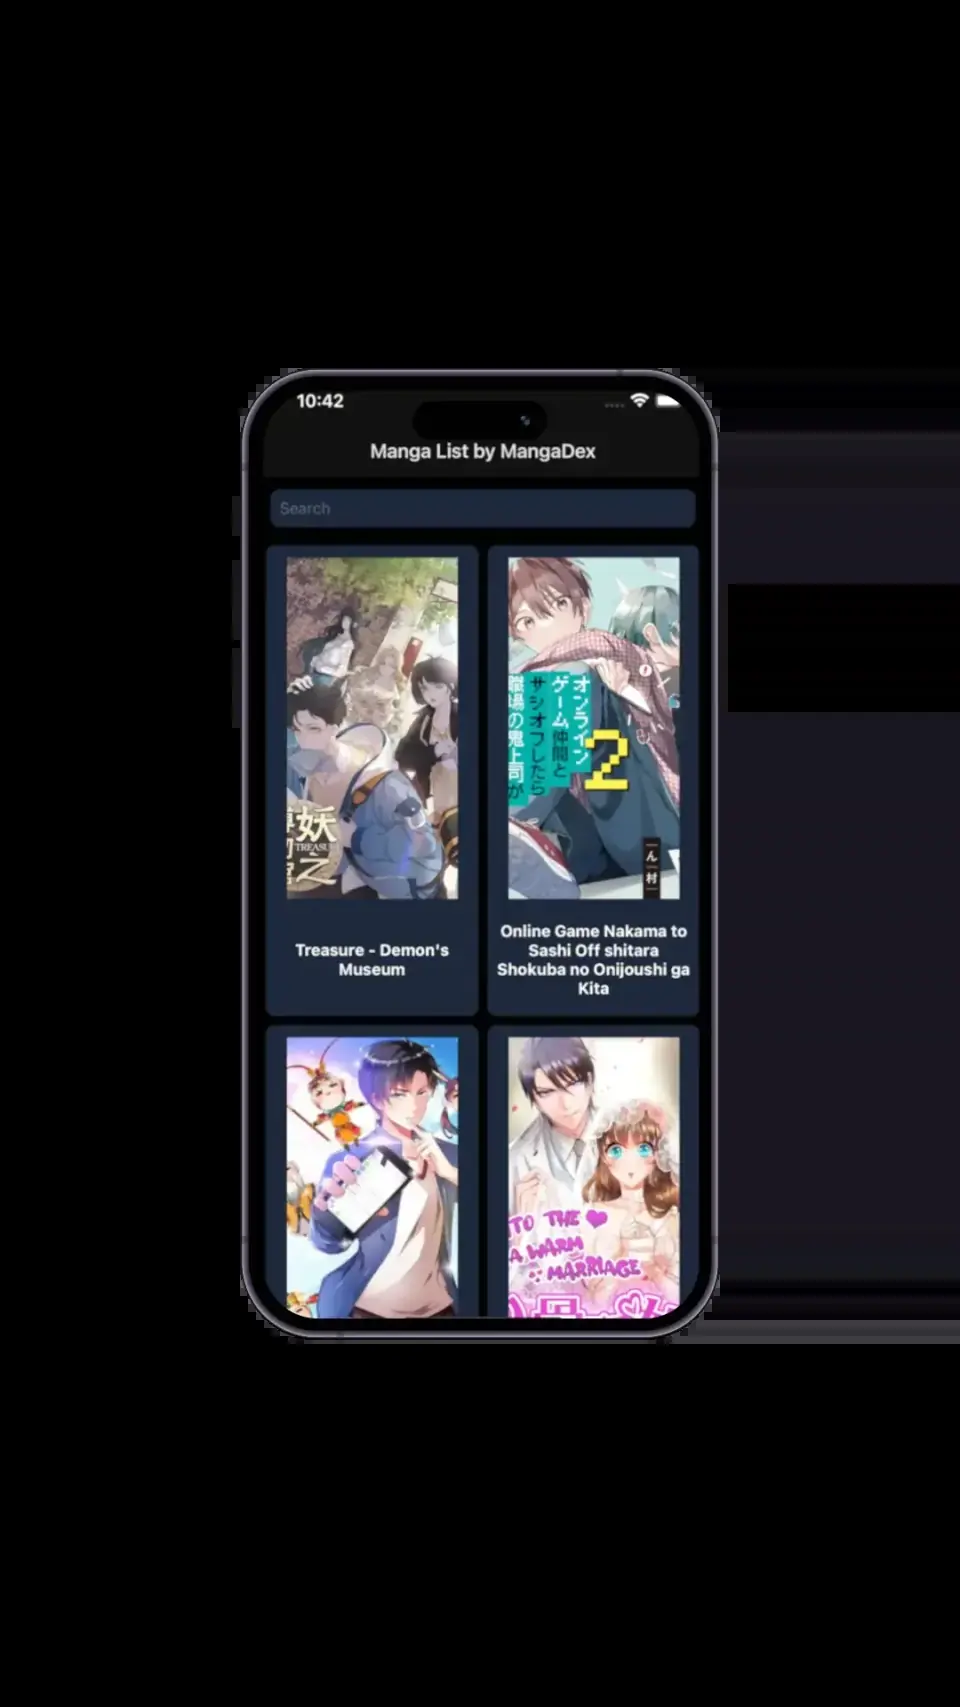 10:42
Manga List by MangaDex
Search
妖
TREASURE
之
オンライン
ゲーム仲間と
サシオフしたら
職場の鬼上司が
2
ん
村
Treasure - Demon's
Museum
Online Game Nakama to
Sashi Off shitara
Shokuba no Onijoushi ga
Kita
TO THE
A WARM
MARRIAGE